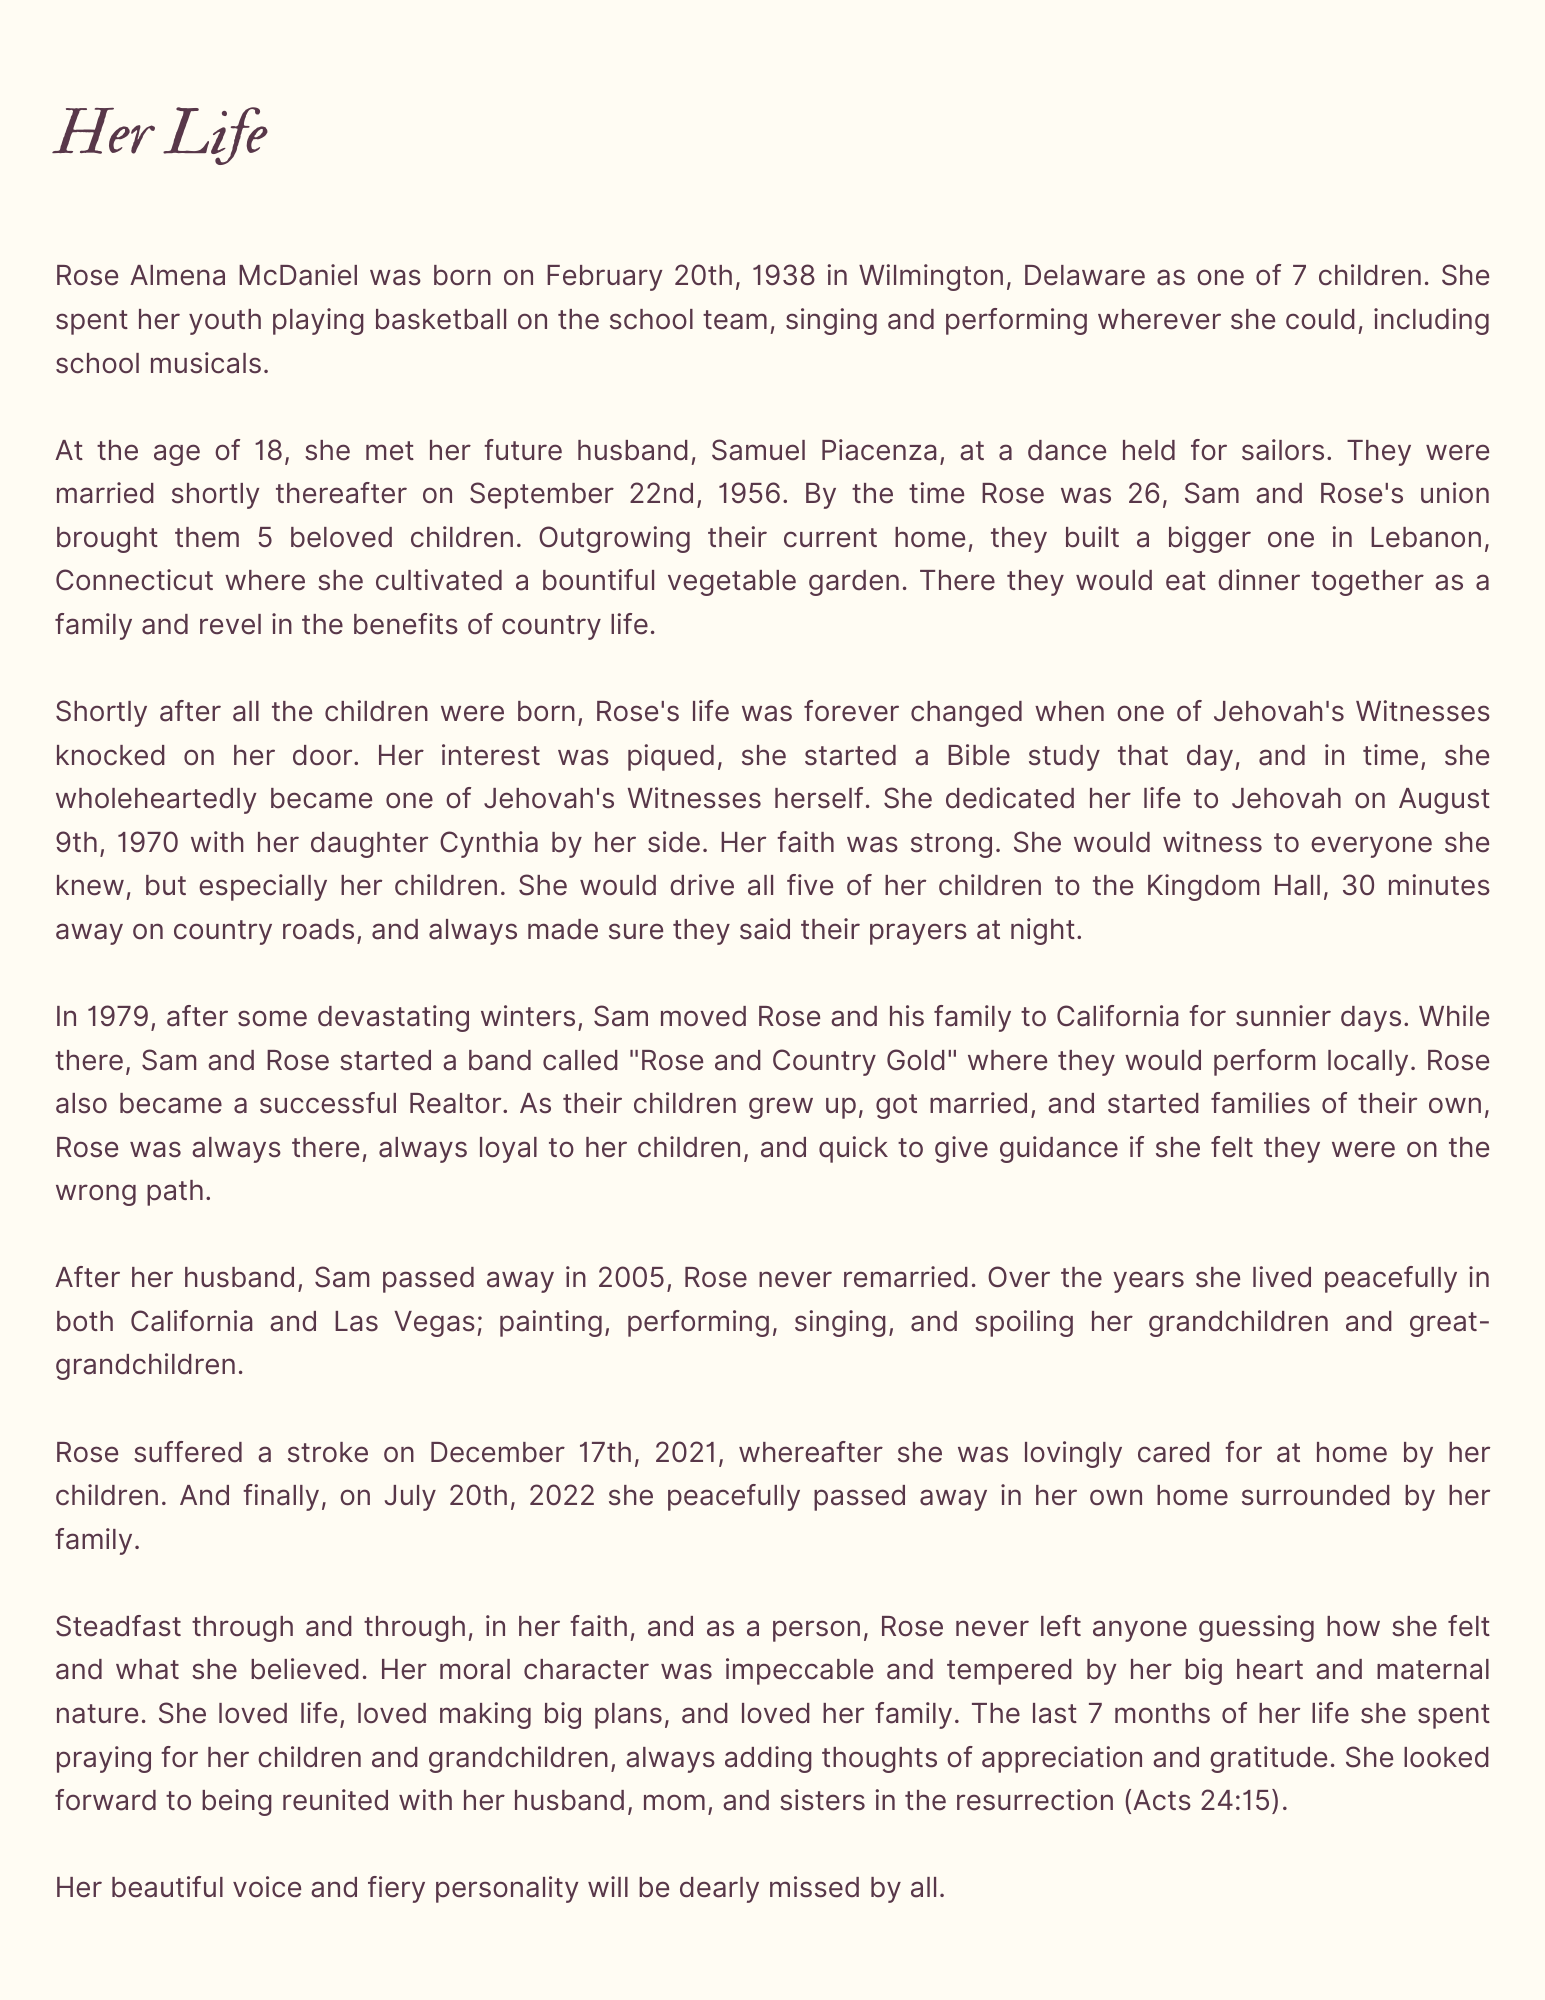 Her Life
Rose Almena McDaniel was born on February 20th, 1938 in Wilmington, Delaware as one of 7 children. She
spent her youth playing basketball on the school team, singing and performing wherever she could, including
school musicals.
At the age of 18, she met her future husband, Samuel Piacenza, at a dance held for sailors. They were
married shortly thereafter on September 22nd, 1956. By the time Rose was 26, Sam and Rose's union
brought them 5 beloved children. Outgrowing their current home, they built a bigger one in Lebanon,
Connecticut where she cultivated a bountiful vegetable garden. There they would eat dinner together as a
family and revel in the benefits of country life.
Shortly after all the children were born, Rose's life was forever changed when one of Jehovah's Witnesses
knocked on her door. Her interest was piqued, she started a Bible study that day, and in time, she
wholeheartedly became one of Jehovah's Witnesses herself. She dedicated her life to Jehovah on August
9th, 1970 with her daughter Cynthia by her side. Her faith was strong. She would witness to everyone she
knew, but especially her children. She would drive all five of her children to the Kingdom Hall, 30 minutes
away on country roads, and always made sure they said their prayers at night.
In 1979, after some devastating winters, Sam moved Rose and his family to California for sunnier days. While
there, Sam and Rose started a band called "Rose and Country Gold" where they would perform locally. Rose
also became a successful Realtor. As their children grew up, got married, and started families of their own,
Rose was always there, always loyal to her children, and quick to give guidance if she felt they were on the
wrong path.
After her husband, Sam passed away in 2005, Rose never remarried. Over the years she lived peacefully in
both California and Las Vegas; painting, performing, singing, and spoiling her grandchildren and great-
grandchildren.
Rose suffered a stroke on December 17th, 2021, whereafter she was lovingly cared for at home by her
children. And finally, on July 20th, 2022 she peacefully passed away in her own home surrounded by her
family.
Steadfast through and through, in her faith, and as a person, Rose never left anyone guessing how she felt
and what she believed. Her moral character was impeccable and tempered by her big heart and maternal
nature. She loved life, loved making big plans, and loved her family. The last 7 months of her life she spent
praying for her children and grandchildren, always adding thoughts of appreciation and gratitude. She looked
forward to being reunited with her husband, mom, and sisters in the resurrection (Acts 24:15).
Her beautiful voice and fiery personality will be dearly missed by all.